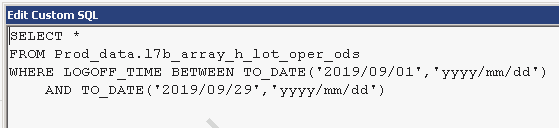 Edit Custom SQL
SELECT *
FROM Prod_data.l7b_array_h_lot_oper_ods
WHERE LOGOFF_TIME BETWEEN TO_DATE('2019/09/01','yyyy/mm/dd')
    AND TO_DATE('2019/09/29','yyyy/mm/dd')